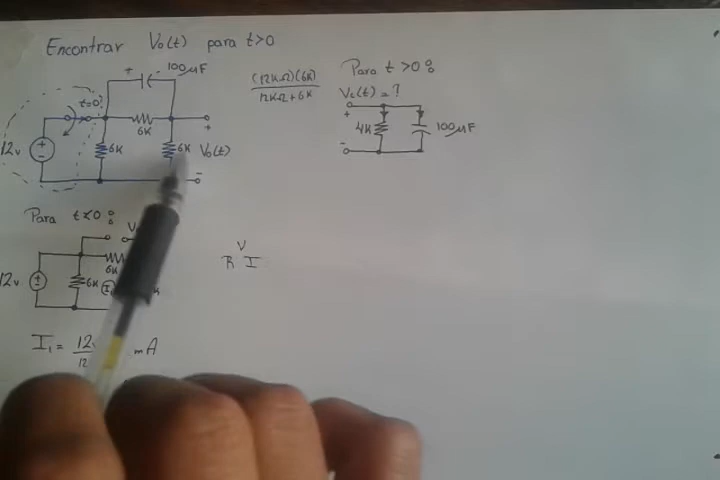 Encontrar Vo(t) para t>0
+ - 100μF
t=0
6K
+
12v
6K
6K Vo(t)
-
(12KΩ)(6K)
12KΩ+6K
Para t>0:
Vc(t) = ?
+
4K
100μF
-
Para t<0:
V
6K
12v
6K
I₁ = 12
12
mA
V
R I